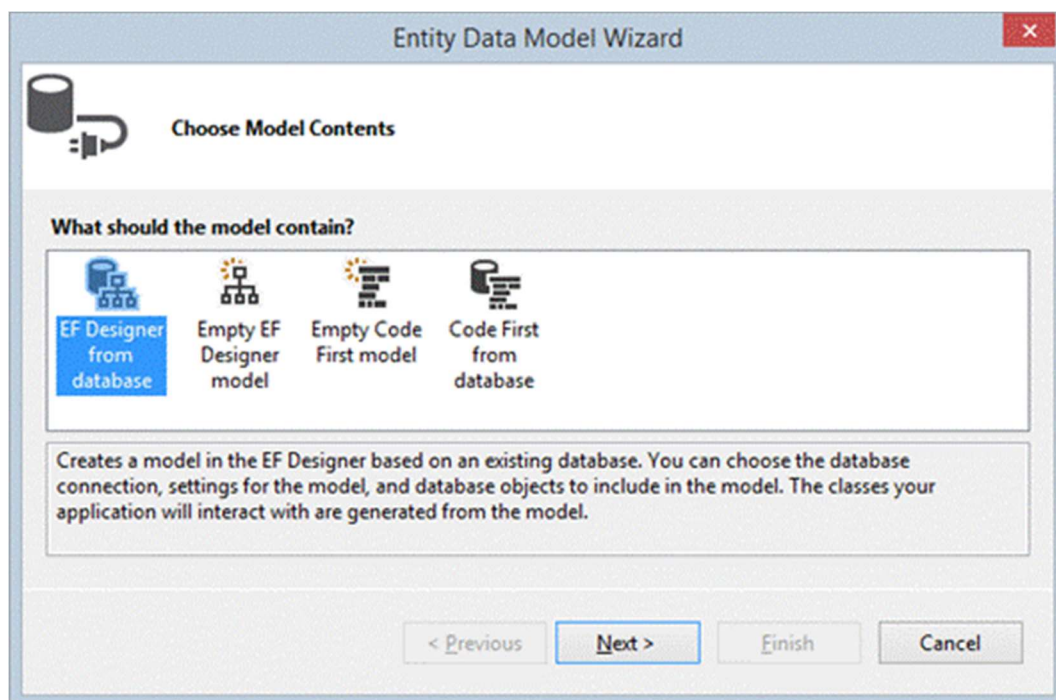 Entity Data Model Wizard
Choose Model Contents
What should the model contain?
EF Designer
from
database
Empty EF
Designer
model
Empty Code
First model
Code First
from
database
Creates a model in the EF Designer based on an existing database. You can choose the database
connection, settings for the model, and database objects to include in the model. The classes your
application will interact with are generated from the model.
< Previous
Next >
Finish
Cancel